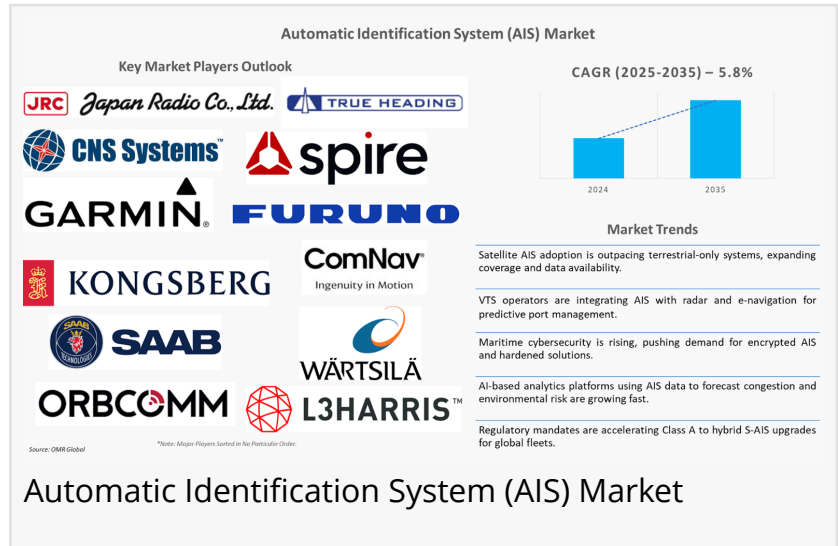 Automatic Identification System (AIS) Market
Key Market Players Outlook
JRC Japan Radio Co., Ltd.
TRUE HEADING
CNS Systems™
spire
GARMIN®
FURUNO
KONGSBERG
ComNav®
Ingenuity in Motion
SAAB
TECHNOLOGIES
SAAB
WÄRTSILÄ
ORBCOMM
L3HARRIS™
Source: OMR Global
*Note: Major Players Sorted in No Particular Order.
CAGR (2025-2035) – 5.8%
2024
2035
Market Trends
Satellite AIS adoption is outpacing terrestrial-only systems, expanding
coverage and data availability.
VTS operators are integrating AIS with radar and e-navigation for
predictive port management.
Maritime cybersecurity is rising, pushing demand for encrypted AIS
and hardened solutions.
AI-based analytics platforms using AIS data to forecast congestion and
environmental risk are growing fast.
Regulatory mandates are accelerating Class A to hybrid S-AIS upgrades
for global fleets.
Automatic Identification System (AIS) Market